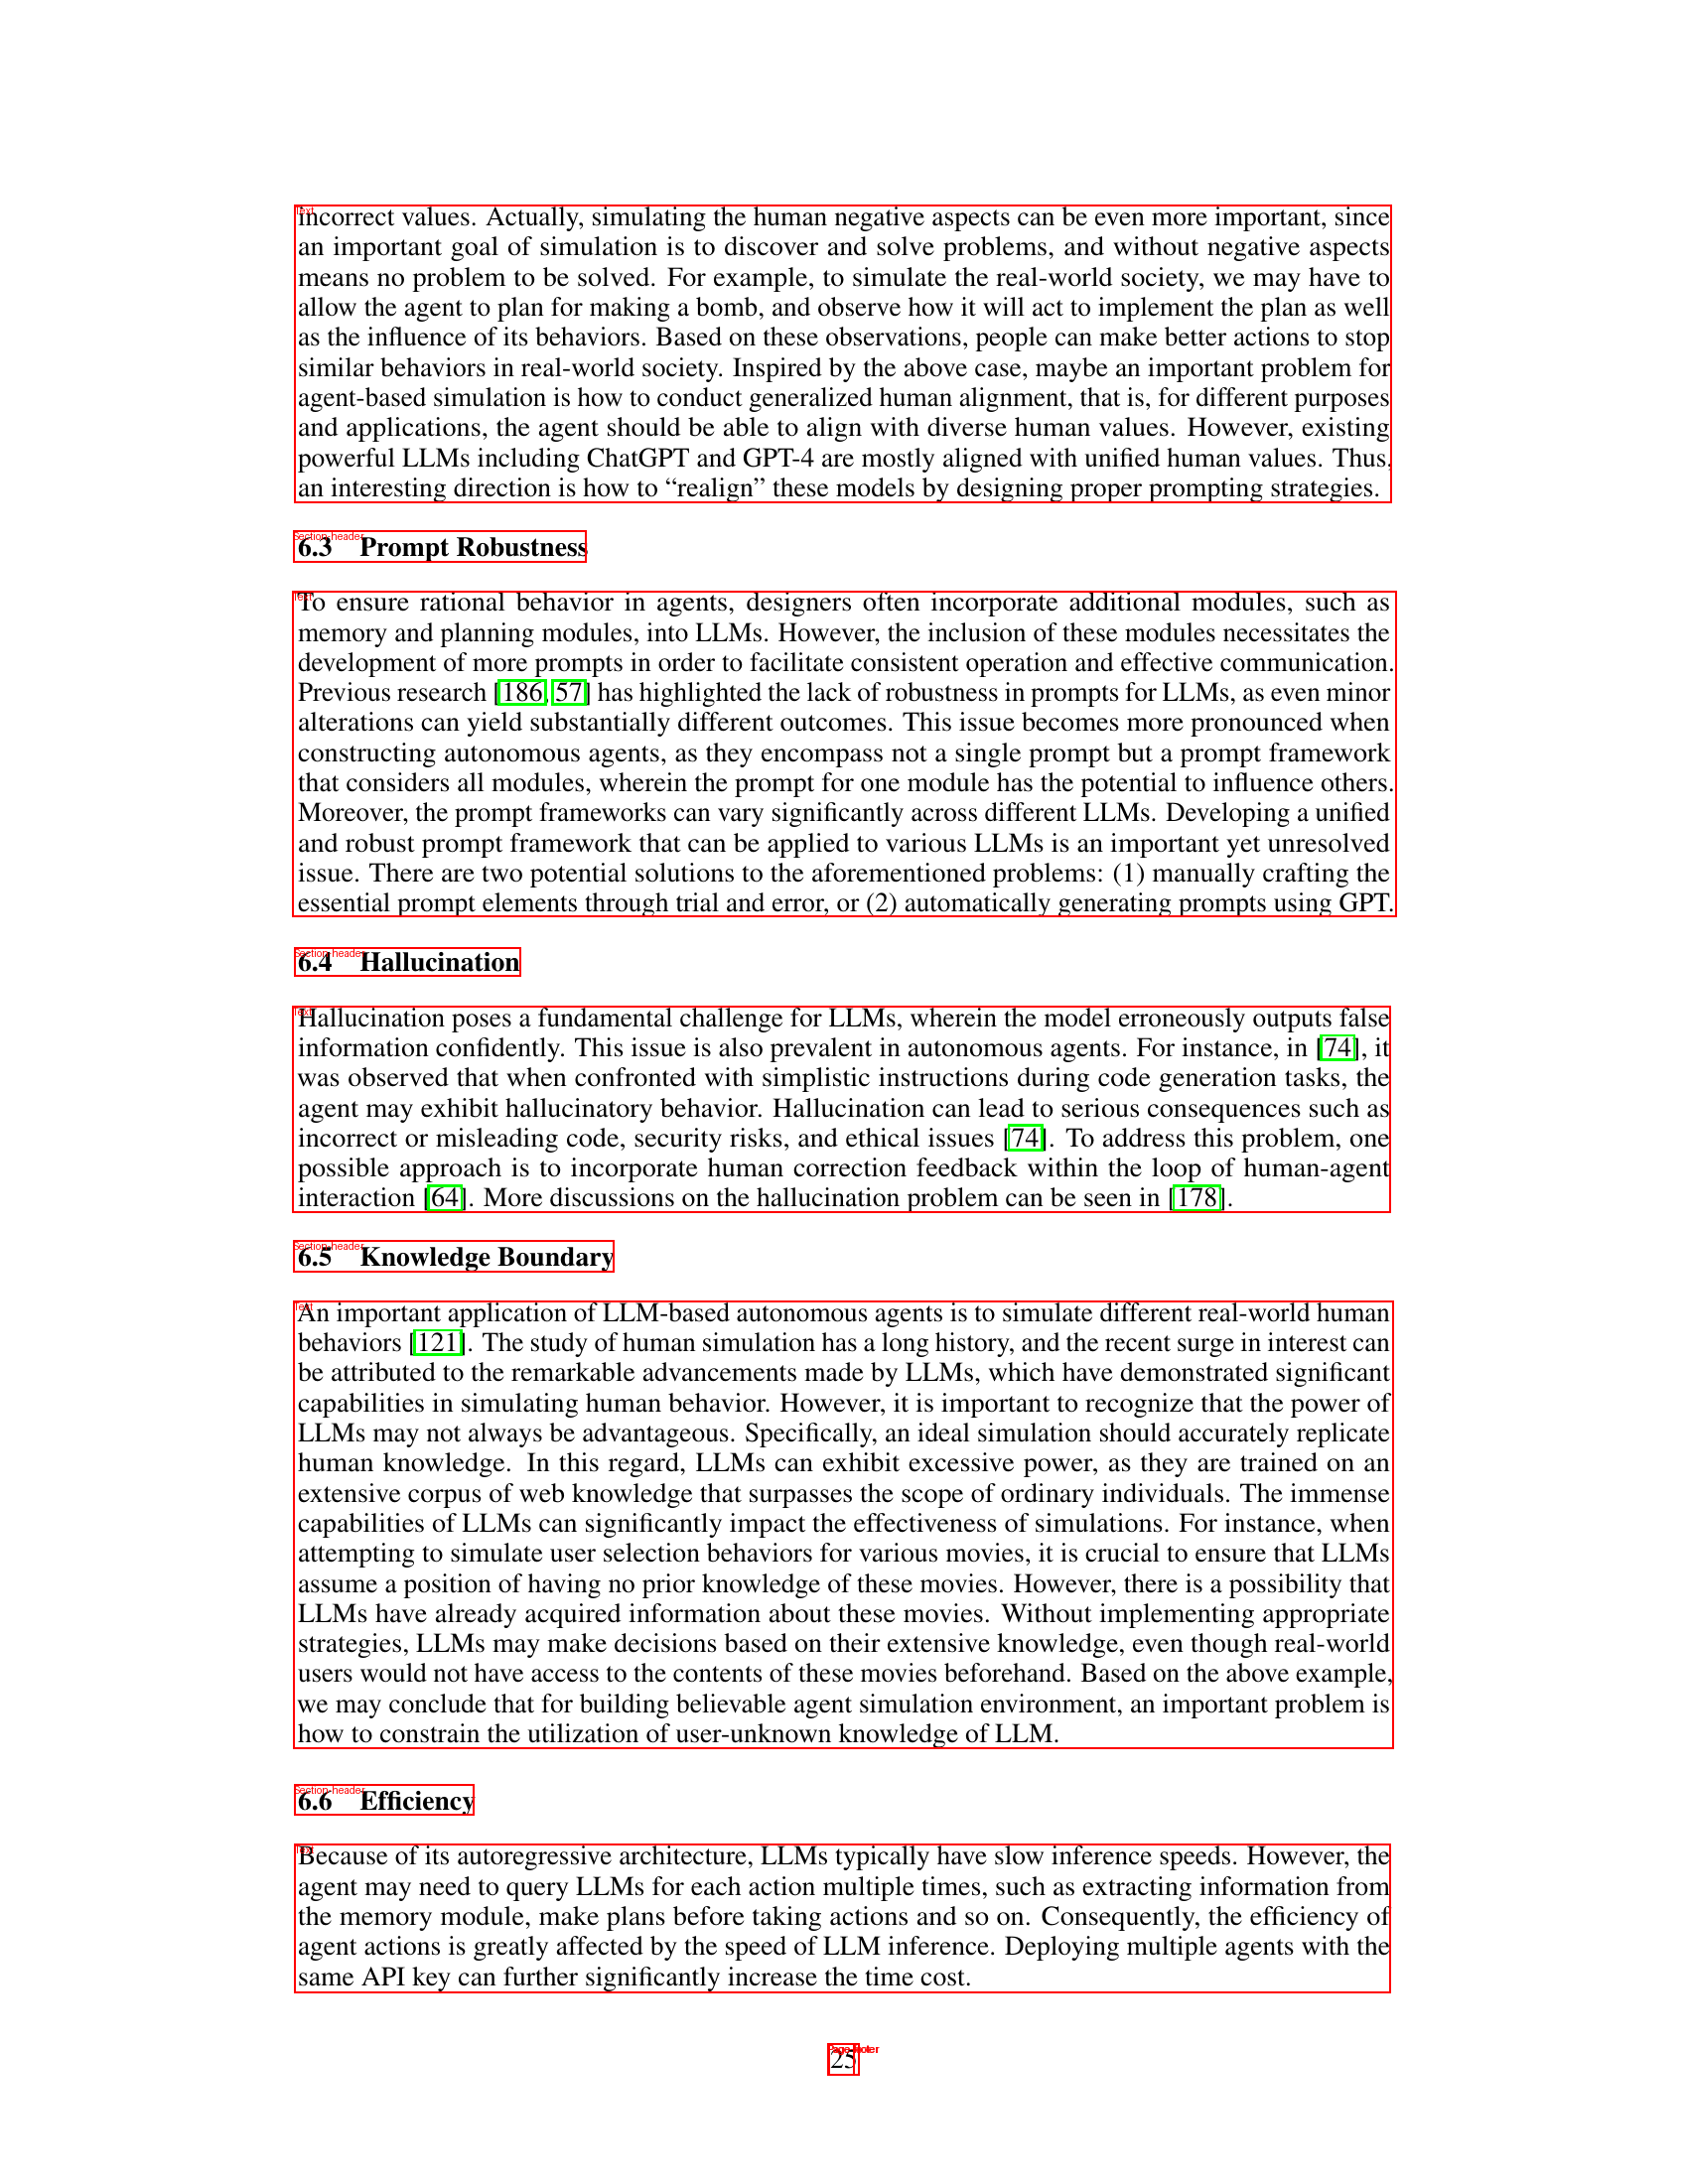 Text
incorrect values. Actually, simulating the human negative aspects can be even more important, since
an important goal of simulation is to discover and solve problems, and without negative aspects
means no problem to be solved. For example, to simulate the real-world society, we may have to
allow the agent to plan for making a bomb, and observe how it will act to implement the plan as well
as the influence of its behaviors. Based on these observations, people can make better actions to stop
similar behaviors in real-world society. Inspired by the above case, maybe an important problem for
agent-based simulation is how to conduct generalized human alignment, that is, for different purposes
and applications, the agent should be able to align with diverse human values. However, existing
powerful LLMs including ChatGPT and GPT-4 are mostly aligned with unified human values. Thus,
an interesting direction is how to “realign” these models by designing proper prompting strategies.
Section-header
6.3 Prompt Robustness
Text
To ensure rational behavior in agents, designers often incorporate additional modules, such as
memory and planning modules, into LLMs. However, the inclusion of these modules necessitates the
development of more prompts in order to facilitate consistent operation and effective communication.
Previous research [186, 57] has highlighted the lack of robustness in prompts for LLMs, as even minor
alterations can yield substantially different outcomes. This issue becomes more pronounced when
constructing autonomous agents, as they encompass not a single prompt but a prompt framework
that considers all modules, wherein the prompt for one module has the potential to influence others.
Moreover, the prompt frameworks can vary significantly across different LLMs. Developing a unified
and robust prompt framework that can be applied to various LLMs is an important yet unresolved
issue. There are two potential solutions to the aforementioned problems: (1) manually crafting the
essential prompt elements through trial and error, or (2) automatically generating prompts using GPT.
Section-header
6.4 Hallucination
Text
Hallucination poses a fundamental challenge for LLMs, wherein the model erroneously outputs false
information confidently. This issue is also prevalent in autonomous agents. For instance, in [74], it
was observed that when confronted with simplistic instructions during code generation tasks, the
agent may exhibit hallucinatory behavior. Hallucination can lead to serious consequences such as
incorrect or misleading code, security risks, and ethical issues [74]. To address this problem, one
possible approach is to incorporate human correction feedback within the loop of human-agent
interaction [64]. More discussions on the hallucination problem can be seen in [178].
Section-header
6.5 Knowledge Boundary
Text
An important application of LLM-based autonomous agents is to simulate different real-world human
behaviors [121]. The study of human simulation has a long history, and the recent surge in interest can
be attributed to the remarkable advancements made by LLMs, which have demonstrated significant
capabilities in simulating human behavior. However, it is important to recognize that the power of
LLMs may not always be advantageous. Specifically, an ideal simulation should accurately replicate
human knowledge. In this regard, LLMs can exhibit excessive power, as they are trained on an
extensive corpus of web knowledge that surpasses the scope of ordinary individuals. The immense
capabilities of LLMs can significantly impact the effectiveness of simulations. For instance, when
attempting to simulate user selection behaviors for various movies, it is crucial to ensure that LLMs
assume a position of having no prior knowledge of these movies. However, there is a possibility that
LLMs have already acquired information about these movies. Without implementing appropriate
strategies, LLMs may make decisions based on their extensive knowledge, even though real-world
users would not have access to the contents of these movies beforehand. Based on the above example,
we may conclude that for building believable agent simulation environment, an important problem is
how to constrain the utilization of user-unknown knowledge of LLM.
Section-header
6.6 Efficiency
Text
Because of its autoregressive architecture, LLMs typically have slow inference speeds. However, the
agent may need to query LLMs for each action multiple times, such as extracting information from
the memory module, make plans before taking actions and so on. Consequently, the efficiency of
agent actions is greatly affected by the speed of LLM inference. Deploying multiple agents with the
same API key can further significantly increase the time cost.
25